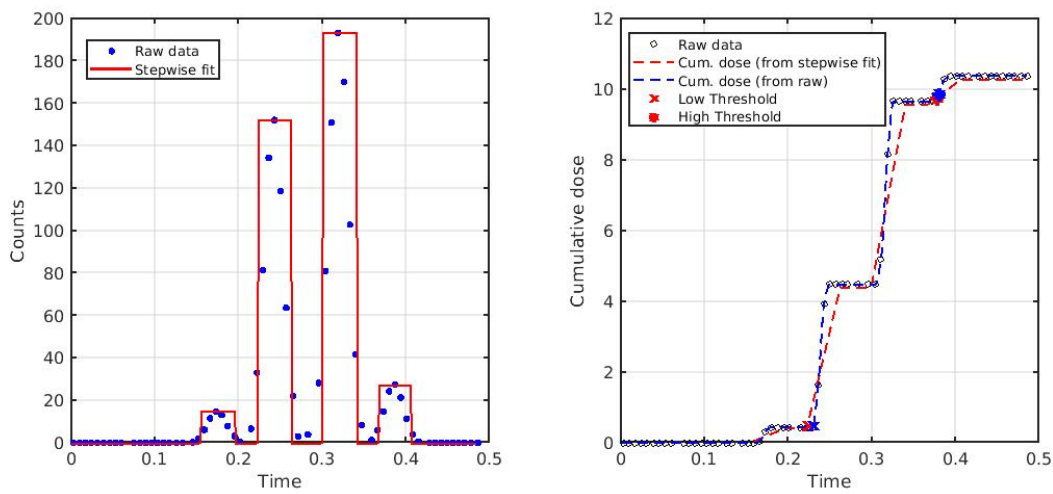 200
180
160
140
120
100
80
60
40
20
0
Counts
Raw data
Stepwise fit
0 0.1 0.2 0.3 0.4 0.5
Time
12
10
8
6
4
2
0
Cumulative dose
Raw data
Cum. dose (from stepwise fit)
Cum. dose (from raw)
Low Threshold
High Threshold
0 0.1 0.2 0.3 0.4 0.5
Time